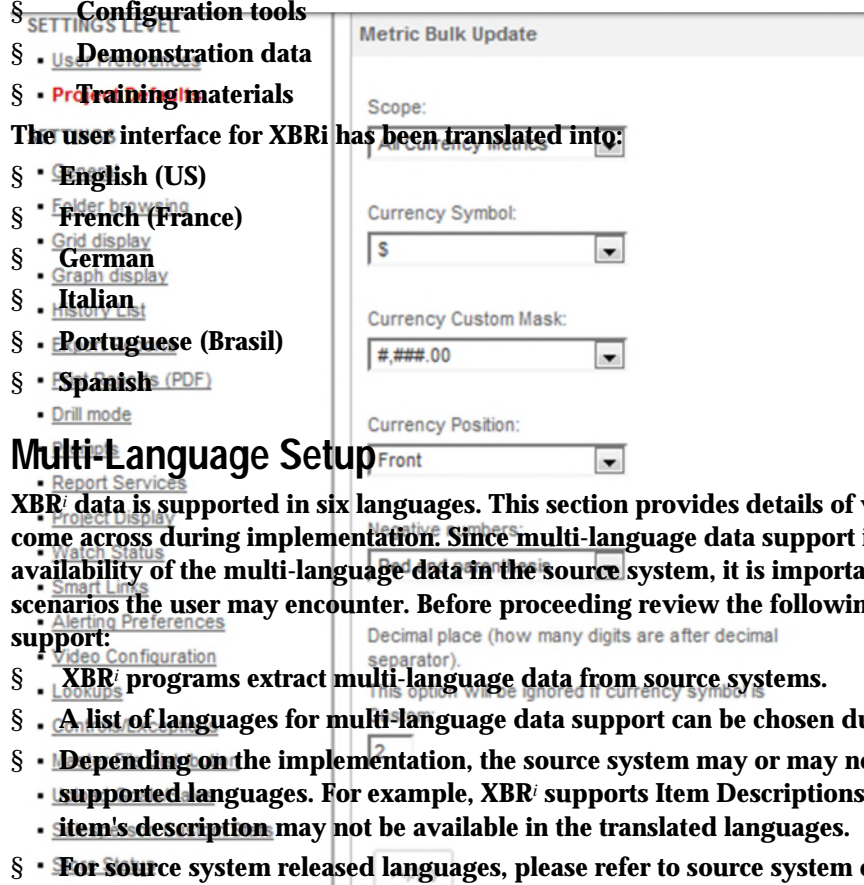 § Configuration tools
SETTINGS LEVEL
§ Demonstration data
User Preferences
§ Training materials
Project Defaults
The user interface for XBRi has been translated into:
SETTINGS
§ English (US)
General
§ French (France)
Folder browsing
§ German
Grid display
Graph display
§ Italian
History List
§ Portuguese (Brasil)
§ Spanish
(PDF)
Drill mode
Multi-Language Setup
Prompts
Report Services
XBRi data is supported in six languages. This section provides details of
Project Display
come across during implementation. Since multi-language data support
Watch Status
availability of the multi-language data in the source system, it is
Smart Links
scenarios the user may encounter. Before proceeding review the
Alerting Preferences
support:
Video Configuration
§ XBRi programs extract multi-language data from source systems.
Lookups
§ A list of languages for multi-language data support can be chosen
§ Depending on the implementation, the source system may or may
supported languages. For example, XBRi supports Item Descriptions
item's description may not be available in the translated languages.
§ For source system released languages, please refer to source system
Metric Bulk Update
Scope:
All Currency Metrics
Currency Symbol:
$
Currency Custom Mask:
#,###.00
Currency Position:
Front
Negative numbers:
Red and parenthesis
Decimal place (how many digits are after decimal
separator).
This option will be ignored if currency symbol is
2